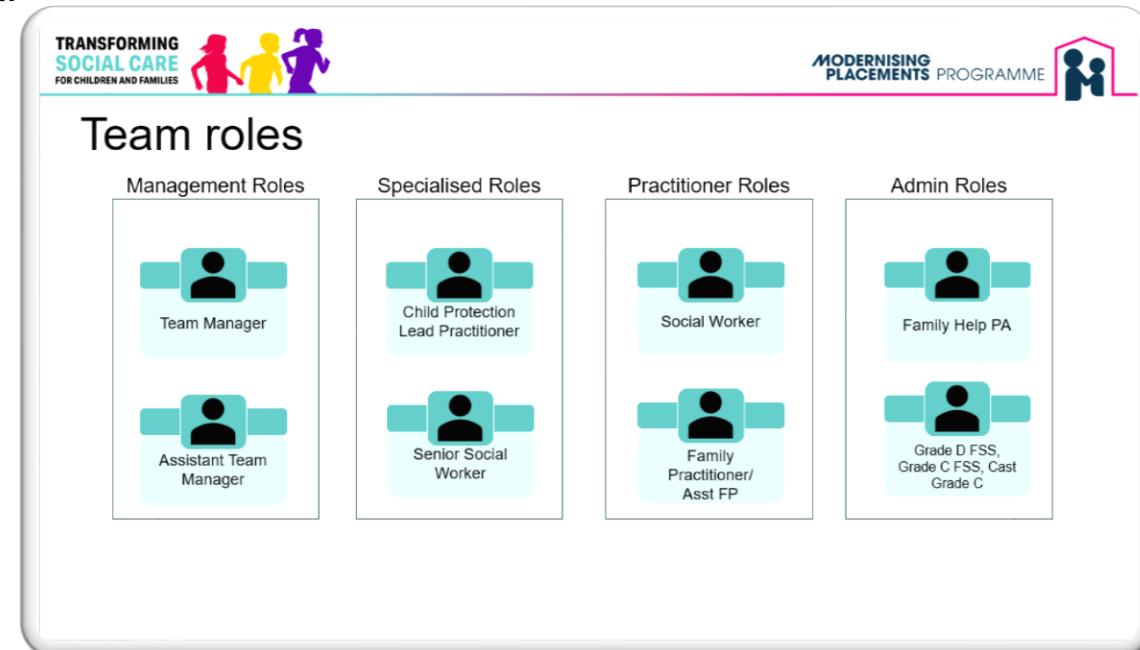 TRANSFORMING
SOCIAL CARE
FOR CHILDREN AND FAMILIES
MODERNISING
PLACEMENTS PROGRAMME
Team roles
Management Roles
Team Manager
Assistant Team
Manager
Specialised Roles
Child Protection
Lead Practitioner
Senior Social
Worker
Practitioner Roles
Social Worker
Family
Practitioner/
Asst FP
Admin Roles
Family Help PA
Grade D FSS,
Grade C FSS, Cast
Grade C